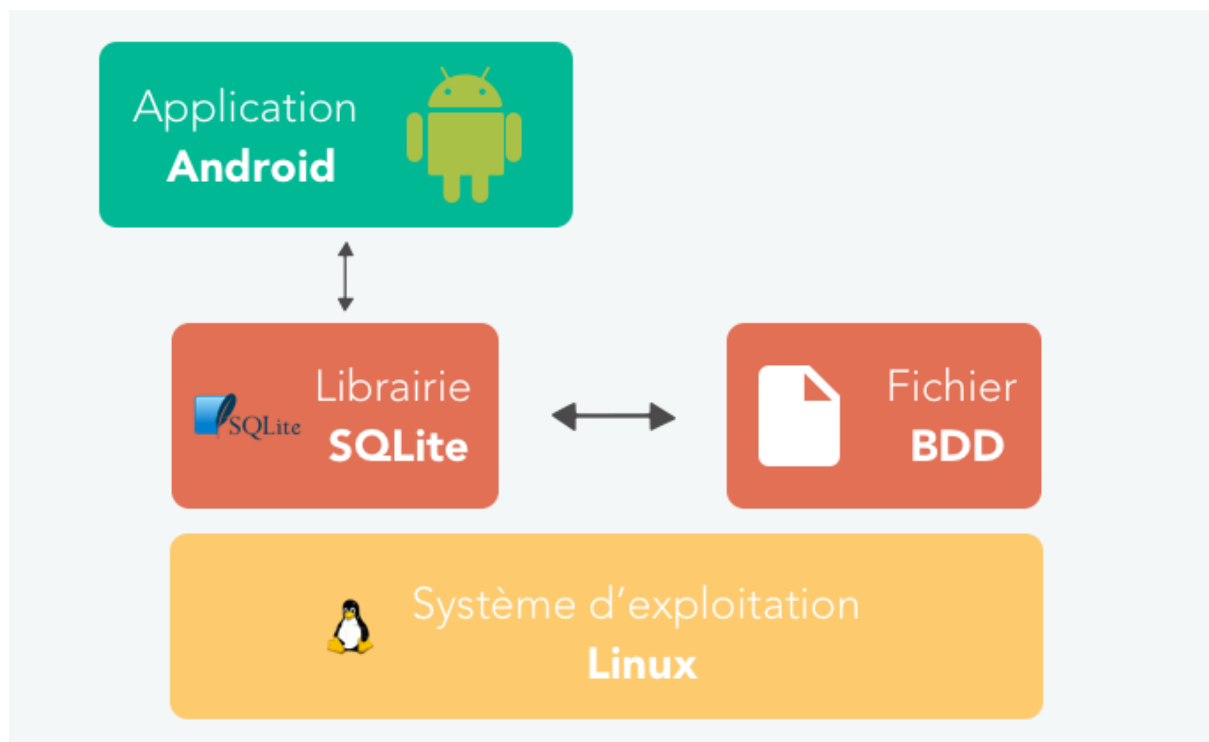 Application
Android
Librairie
SQLite
SQLite
Fichier
BDD
Système d’exploitation
Linux